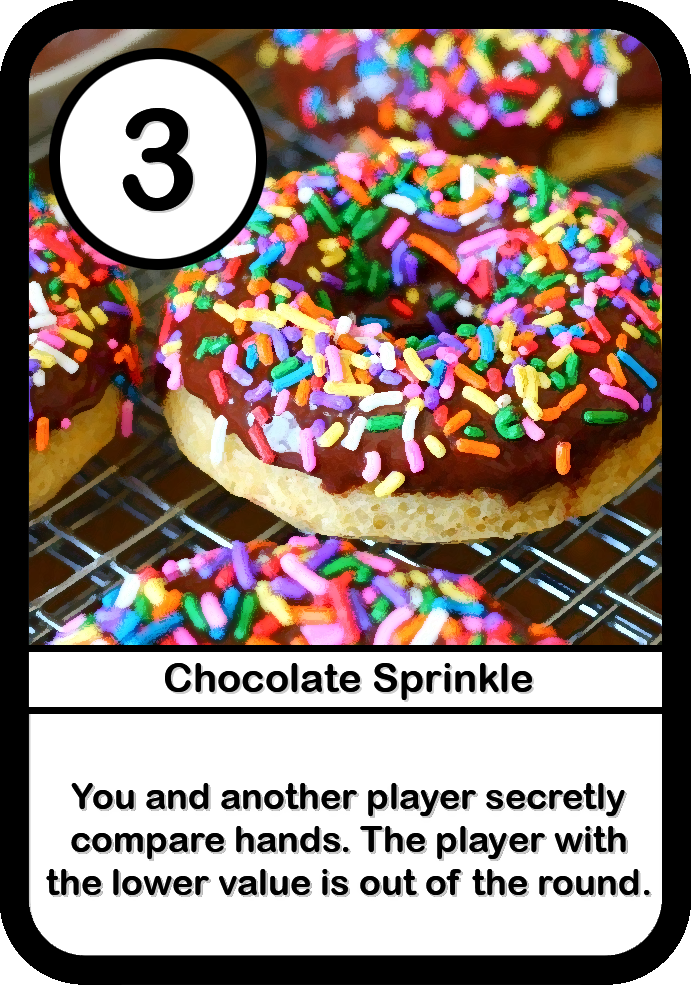 3
Chocolate Sprinkle
You and another player secretly
compare hands. The player with
the lower value is out of the round.